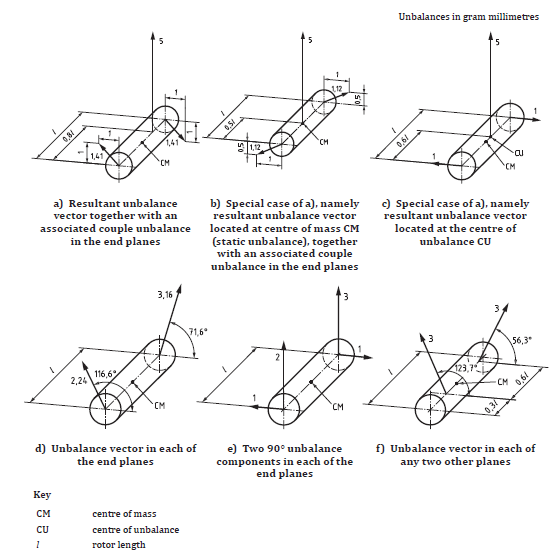 Unbalances in gram millimetres
5
1
l
0,8l
1
1
1,41
1
1,41
CM
5
1
1,12
0,5
l
0,5l
0,5
1,12
1
CM
5
1
l
0,6l
1
CU
CM
a) Resultant unbalance
vector together with an
associated couple unbalance
in the end planes
b) Special case of a), namely
resultant unbalance vector
located at centre of mass CM
(static unbalance), together
with an associated couple
unbalance in the end planes
c) Special case of a), namely
resultant unbalance vector
located at the centre of
unbalance CU
3,16
71,6°
l
116,6°
2,24
CM
3
2
1
l
1
CM
3
3
56,3°
l
123,7°
CM
0,6l
0,3l
d) Unbalance vector in each of
the end planes
e) Two 90° unbalance
components in each of the
end planes
f) Unbalance vector in each of
any two other planes
Key
CM centre of mass
CU centre of unbalance
l rotor length